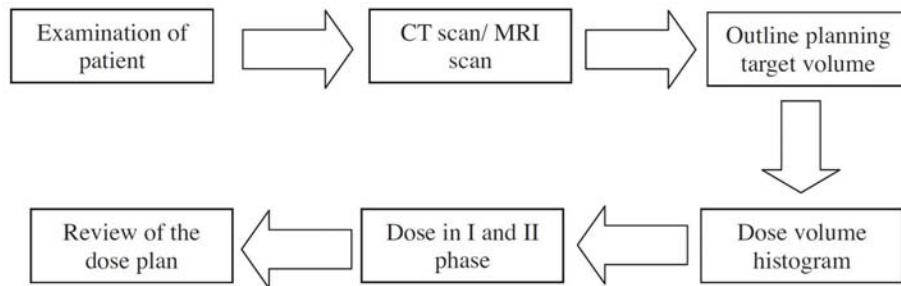 Examination of
patient
CT scan/ MRI
scan
Outline planning
target volume
Dose volume
histogram
Dose in I and II
phase
Review of the
dose plan